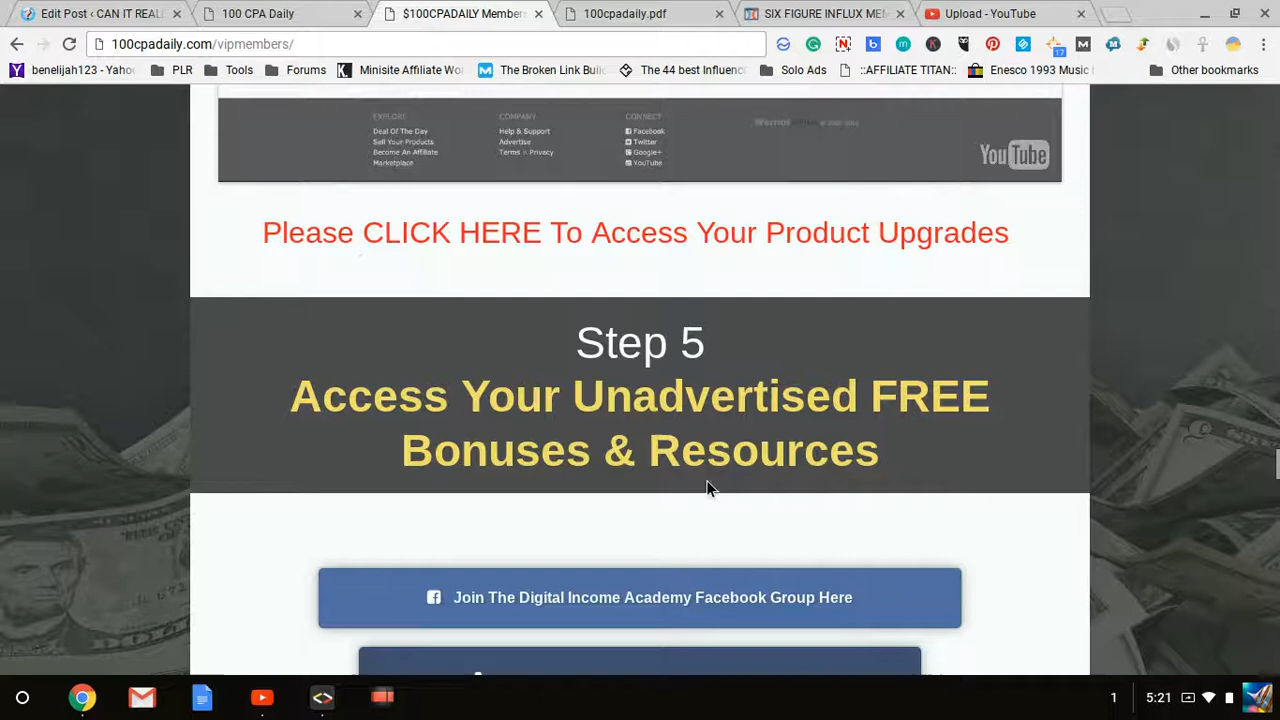 Edit Post ‹ CAN IT REAL
100 CPA Daily
$100CPADAILY Membe
100cpadaily.pdf
SIX FIGURE INFLUX MEM
Upload - YouTube
100cpadaily.com/vipmembers/
17
benelijah123 - Yaho
PLR
Tools
Forums
Minisite Affiliate Wo
The Broken Link Buil
The 44 best Influenc
Solo Ads
::AFFILIATE TITAN::
Enesco 1993 Music
Other bookmarks
EXPLORE
Deal Of The Day
Sell Your Products
Become An Affiliate
Marketplace
COMPANY
Help & Support
Advertise
Terms & Privacy
CONNECT
Facebook
Twitter
Google+
YouTube
YouTube
Please CLICK HERE To Access Your Product Upgrades
Step 5
Access Your Unadvertised FREE
Bonuses & Resources
Join The Digital Income Academy Facebook Group Here
1
5:21